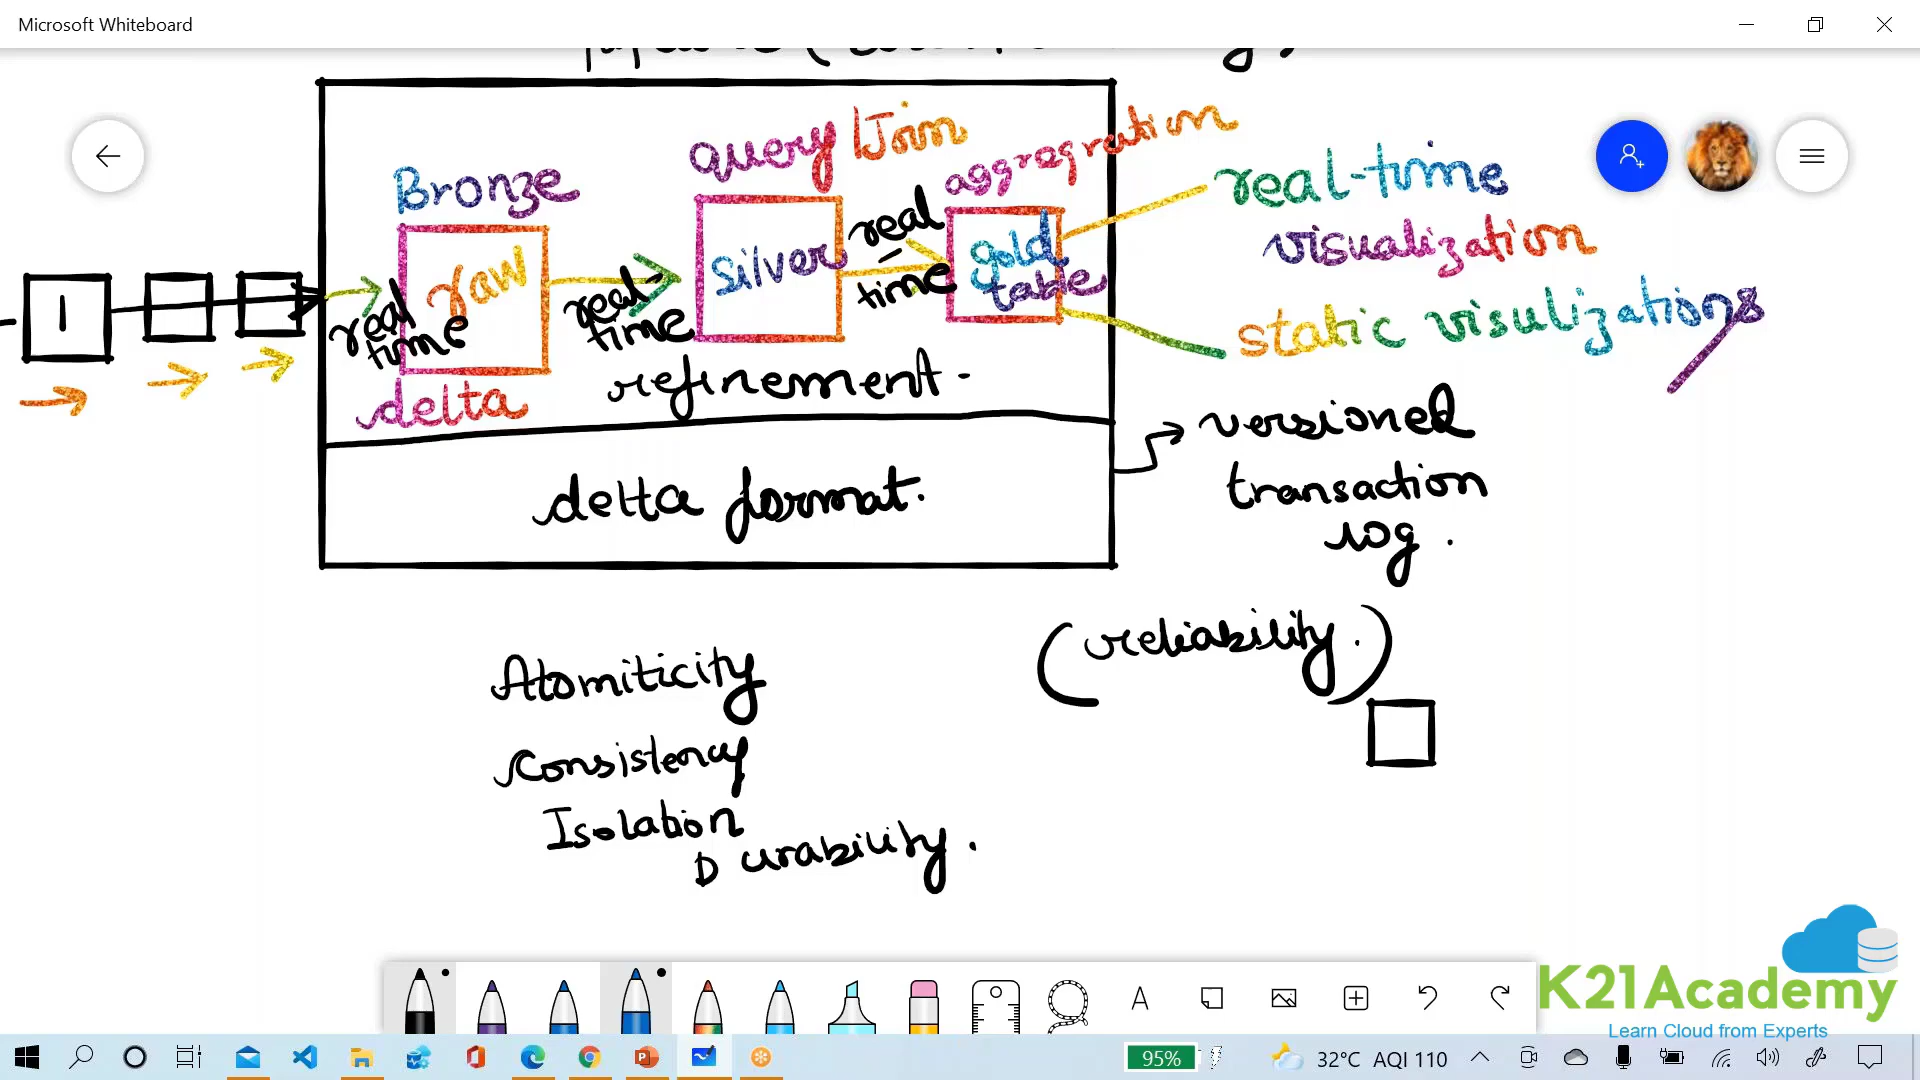 Microsoft Whiteboard
query |Join
aggregration
Bronze
real-time
visualization
raw
silver
gold
table
real
time
real
time
real
time
static visulizations
1
delta
refinement.
versioned
transaction
log.
delta format.
(reliability.)
Atomiticity
Consistency
Isolation
Durability.
A
K21Academy
Learn Cloud from Experts
95%
32°C AQI 110